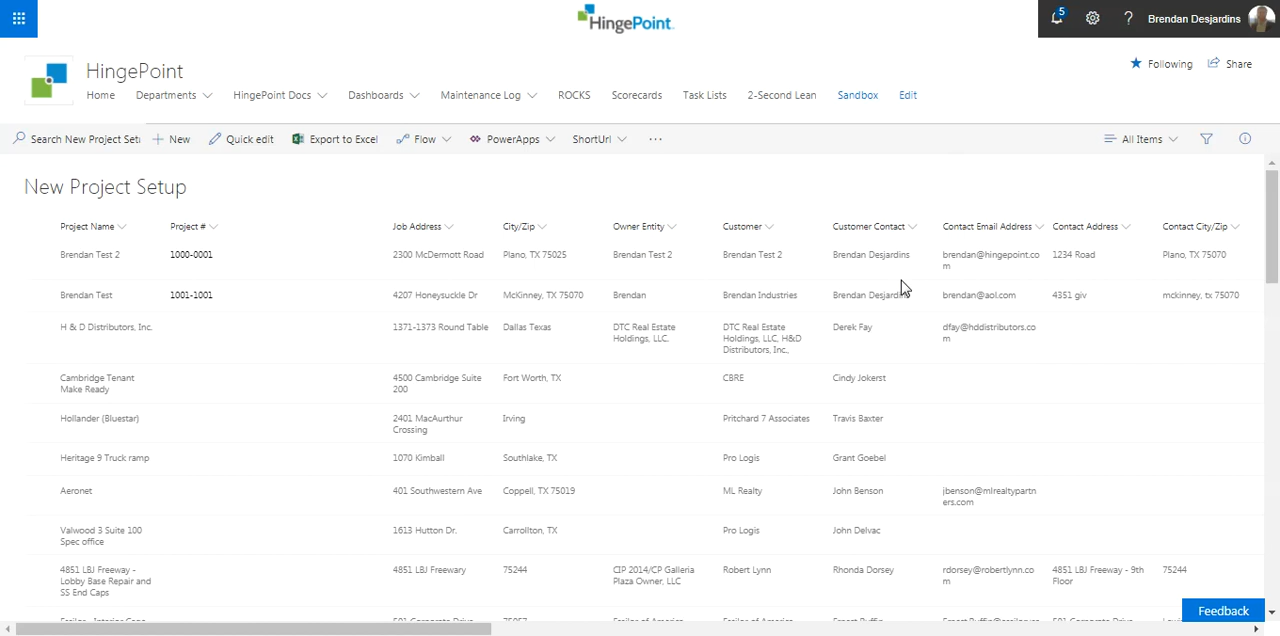 HingePoint.
5 ? Brendan Desjardins
HingePoint
Following Share
Home Departments HingePoint Docs Dashboards Maintenance Log ROCKS Scorecards Task Lists 2-Second Lean Sandbox Edit
Search New Project Set + New Quick edit Export to Excel Flow PowerApps ShortUrl ... All Items
New Project Setup
Project Name Project # Job Address City/Zip Owner Entity Customer Customer Contact Contact Email Address Contact Address Contact City/Zip
Brendan Test 2 1000-0001 2300 McDermott Road Plano, TX 75025 Brendan Test 2 Brendan Test 2 Brendan Desjardins brendan@hingepoint.co 1234 Road Plano, TX 75070
m
Brendan Test 1001-1001 4207 Honeysuckle Dr McKinney, TX 75070 Brendan Brendan Industries Brendan Desjardins brendan@aol.com 4351 giv mckinney, tx 75070
H & D Distributors, Inc. 1371-1373 Round Table Dallas Texas DTC Real Estate DTC Real Estate Derek Fay dfay@hddistributors.co
Holdings, LLC. Holdings, LLC, H&D m
Distributors, Inc.,
Cambridge Tenant 4500 Cambridge Suite Fort Worth, TX CBRE Cindy Jokerst
Make Ready 200
Hollander (Bluestar) 2401 MacAurthur Irving Pritchard 7 Associates Travis Baxter
Crossing
Heritage 9 Truck ramp 1070 Kimball Southlake, TX Pro Logis Grant Goebel
Aeronet 401 Southwestern Ave Coppell, TX 75019 ML Realty John Benson jbenson@mlrealtypartn
ers.com
Valwood 3 Suite 100 1613 Hutton Dr. Carrollton, TX Pro Logis John Delvac
Spec office
4851 LBJ Freeway - 4851 LBJ Freewary 75244 CIP 2014/CP Galleria Robert Lynn Rhonda Dorsey rdorsey@robertlynn.co 4851 LBJ Freeway - 9th 75244
Lobby Base Repair and Plaza Owner, LLC m Floor
SS End Caps
Feedback